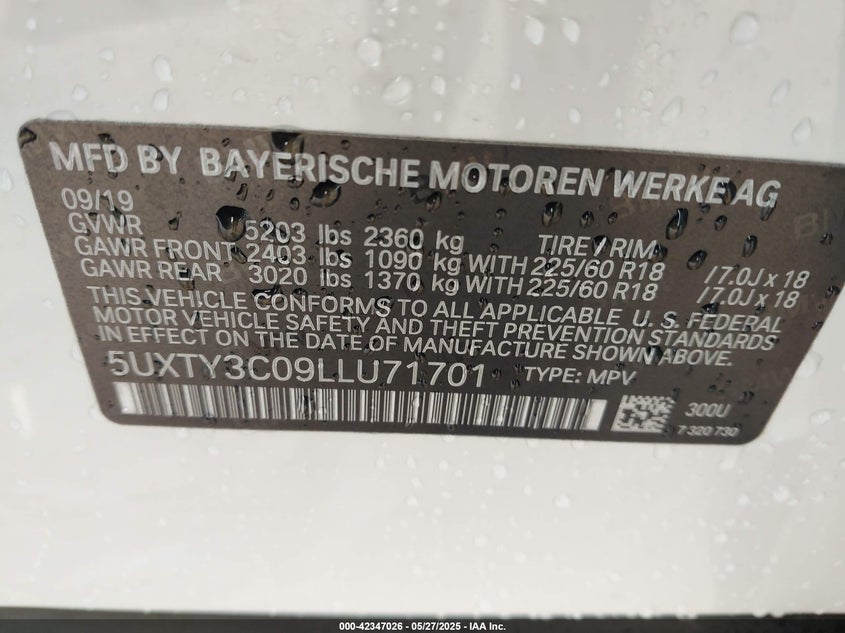 MFD BY BAYERISCHE MOTOREN WERKE AG
09/19
GVWR 5203 lbs 2360 kg TIRE / RIM
GAWR FRONT 2403 lbs 1090 kg WITH 225/60 R18 / 7.0J x 18
GAWR REAR 3020 lbs 1370 kg WITH 225/60 R18 / 7.0J x 18
THIS VEHICLE CONFORMS TO ALL APPLICABLE U. S. FEDERAL
MOTOR VEHICLE SAFETY AND THEFT PREVENTION STANDARDS
IN EFFECT ON THE DATE OF MANUFACTURE SHOWN ABOVE.
5UXTY3C09LLU71701 TYPE: MPV
300U
7 320 730
000-42347026 - 05/27/2025 - IAA Inc.